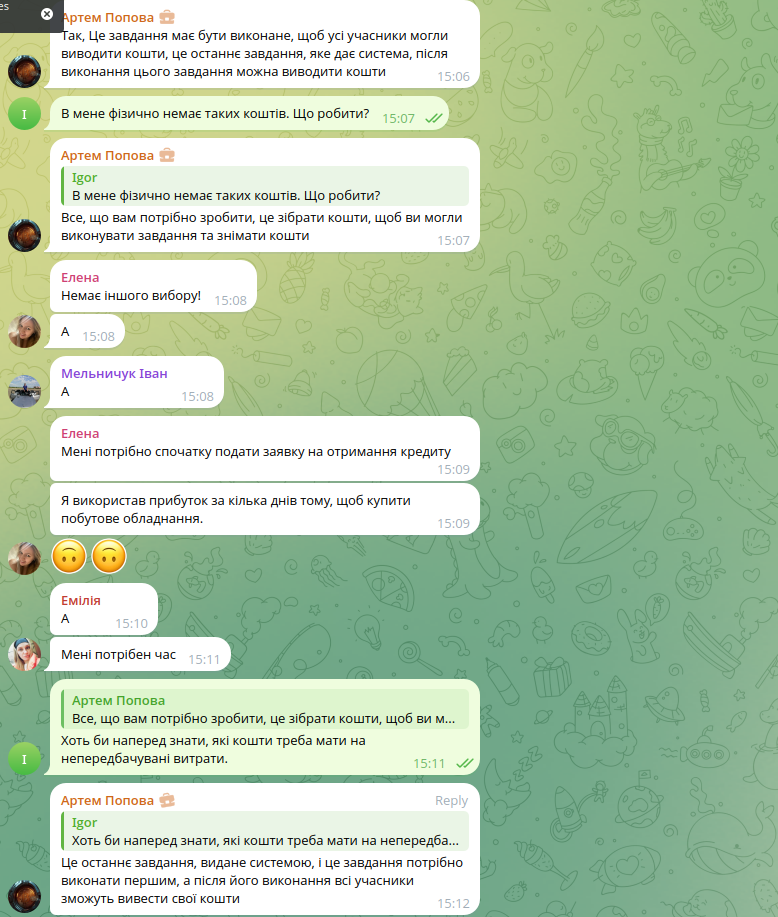 es
Артем Попова
Так, Це завдання має бути виконане, щоб усі учасники могли
виводити кошти, це останнє завдання, яке дає система, після
виконання цього завдання можна виводити кошти
15:06
I
В мене фізично немає таких коштів. Що робити?
15:07
Артем Попова
Igor
В мене фізично немає таких коштів. Що робити?
Все, що вам потрібно зробити, це зібрати кошти, щоб ви могли
виконувати завдання та знімати кошти
15:07
Елена
Немає іншого вибору!
15:08
А
15:08
Мельничук Іван
А
15:08
Елена
Мені потрібно спочатку подати заявку на отримання кредиту
15:09
Я використав прибуток за кілька днів тому, щоб купити
побутове обладнання.
15:09
Емілія
А
15:10
Мені потрібен час
15:11
Артем Попова
Все, що вам потрібно зробити, це зібрати кошти, щоб ви м...
Хоть би наперед знати, які кошти треба мати на
непередбачувані витрати.
15:11
I
Артем Попова
Reply
Igor
Хоть би наперед знати, які кошти треба мати на непередба...
Це останнє завдання, видане системою, і це завдання потрібно
виконати першим, а після його виконання всі учасники
зможуть вивести свої кошти
15:12